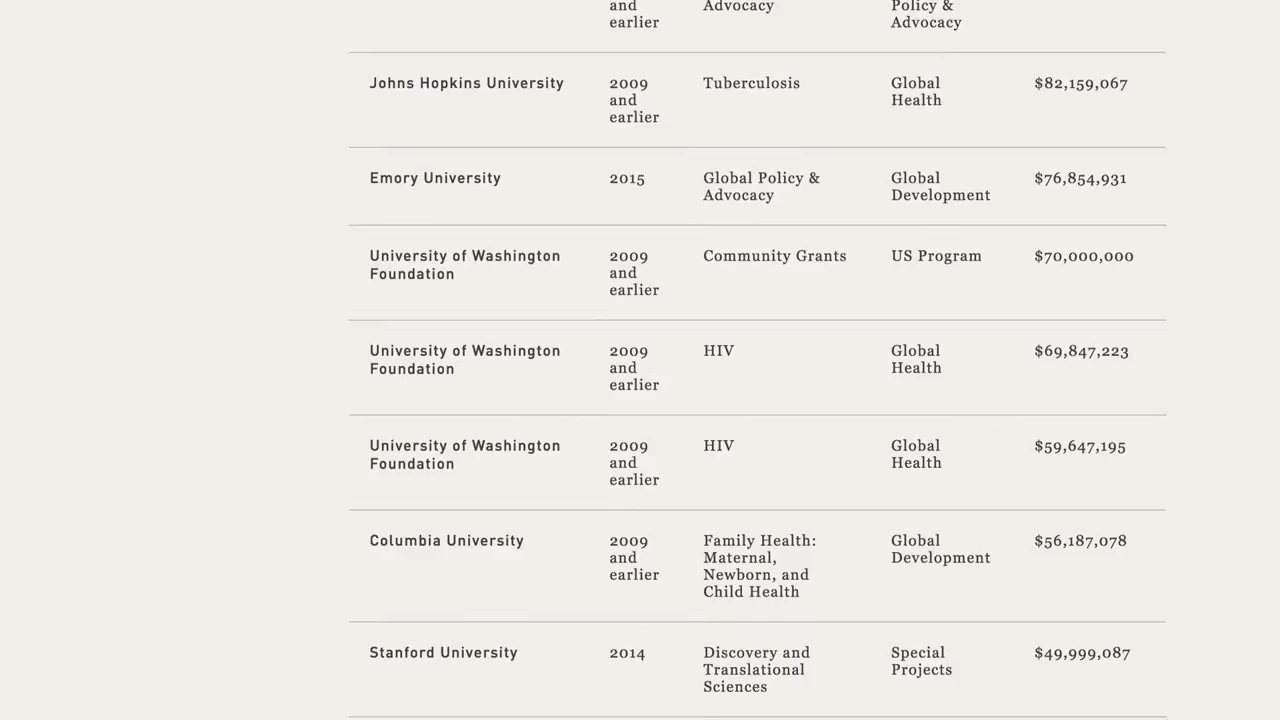 and Advocacy Policy &
earlier Advocacy
Johns Hopkins University 2009 Tuberculosis Global $82,159,067
and Health
earlier
Emory University 2015 Global Policy & Global $76,854,931
Advocacy Development
University of Washington 2009 Community Grants US Program $70,000,000
Foundation and
earlier
University of Washington 2009 HIV Global $69,847,223
Foundation and Health
earlier
University of Washington 2009 HIV Global $59,647,195
Foundation and Health
earlier
Columbia University 2009 Family Health: Global $56,187,078
and Maternal, Development
earlier Newborn, and
Child Health
Stanford University 2014 Discovery and Special $49,999,087
Translational Projects
Sciences